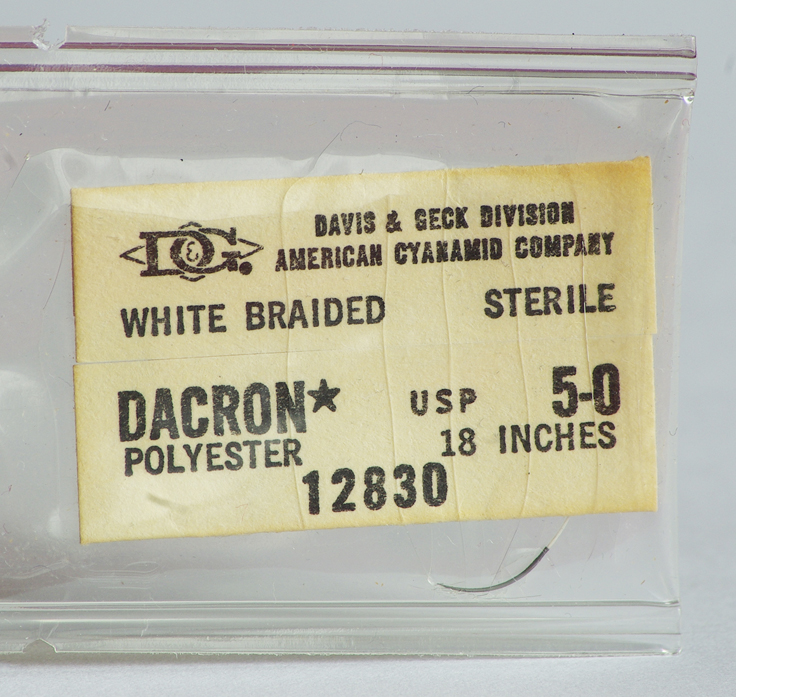 D&G. DAVIS & GECK DIVISION
AMERICAN CYANAMID COMPANY
WHITE BRAIDED STERILE
DACRON★ USP 5-0
POLYESTER 18 INCHES
12830